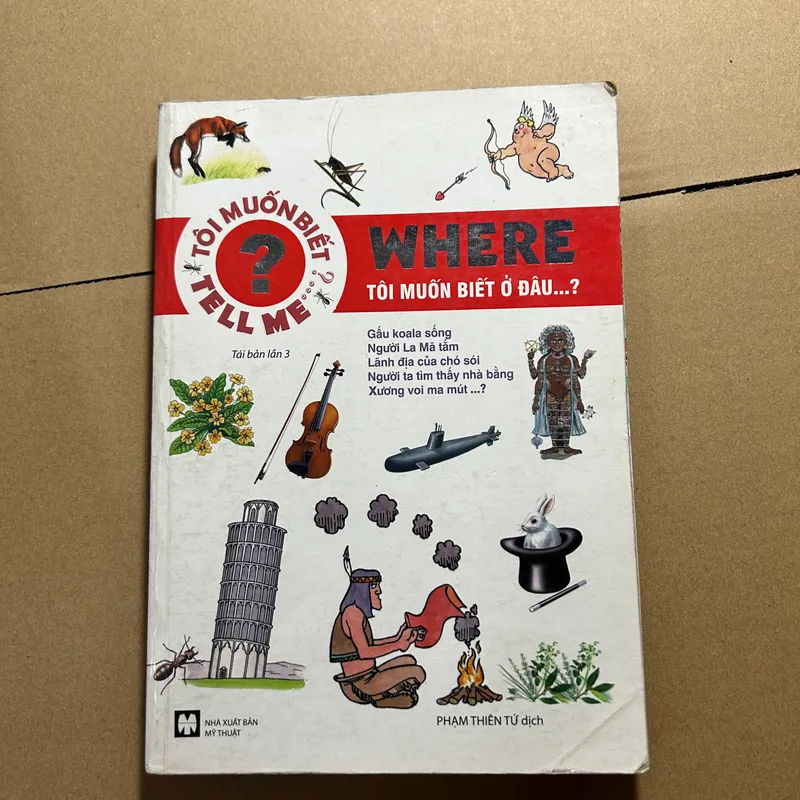 TÔI MUỐN BIẾT ?.....
?
TELL ME
WHERE
TÔI MUỐN BIẾT Ở ĐÂU...?
Tái bản lần 3
Gấu koala sống
Người La Mã tắm
Lãnh địa của chó sói
Người ta tìm thấy nhà bằng
Xương voi ma mút ...?
NHÀ XUẤT BẢN
MỸ THUẬT
PHẠM THIÊN TỨ dịch